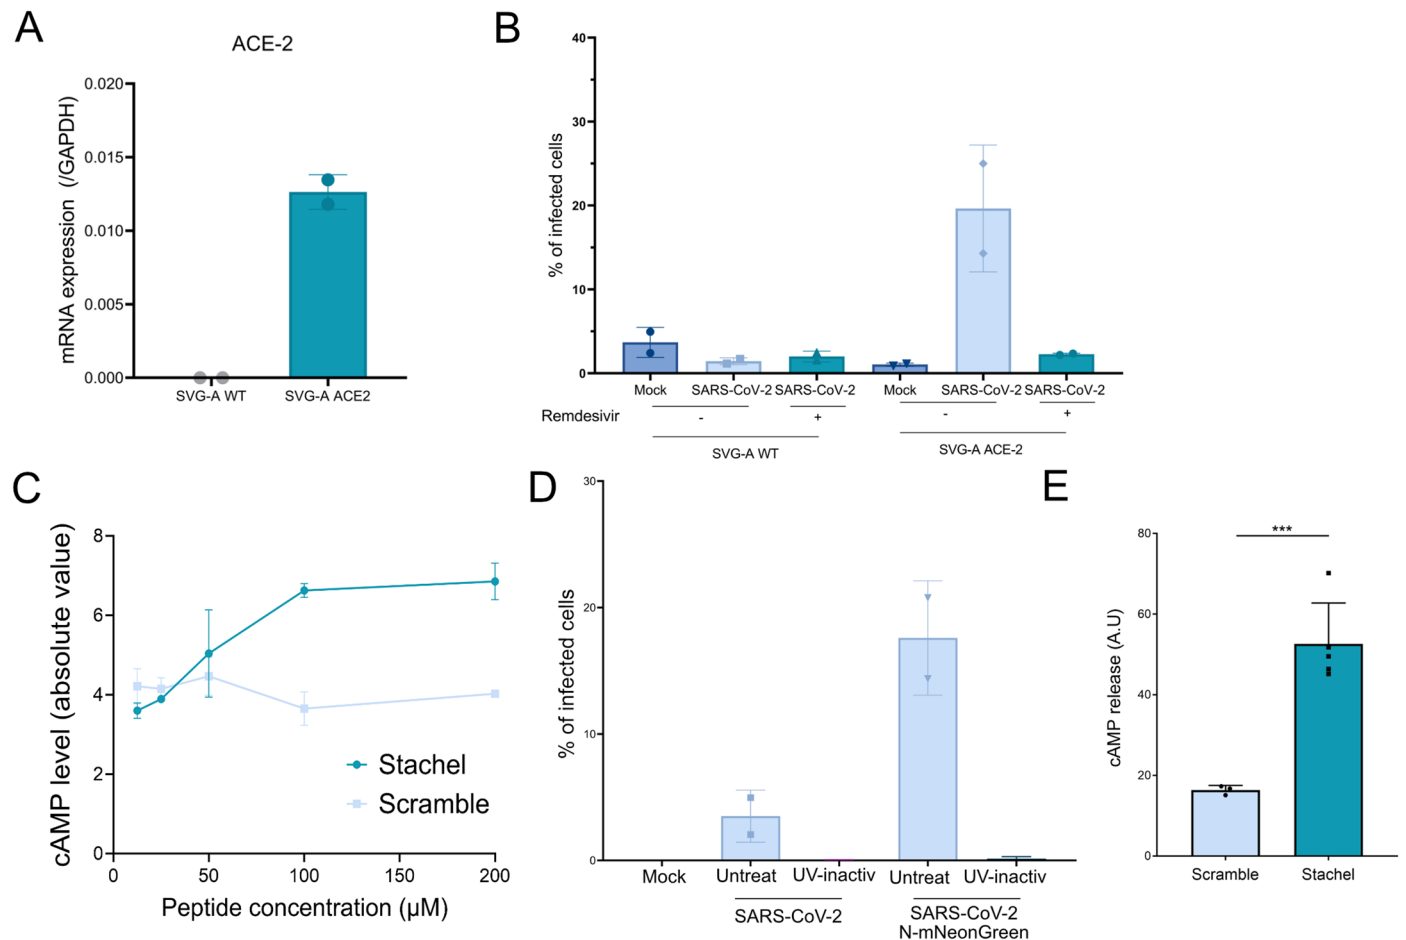 A
ACE-2
mRNA expression (/GAPDH)
0.020
0.015
0.010
0.005
0.000
SVG-A WT
SVG-A ACE2
B
% of infected cells
40
30
20
10
0
Mock
SARS-CoV-2
SARS-CoV-2
Mock
SARS-CoV-2
SARS-CoV-2
Remdesivir
-
+
-
+
SVG-A WT
SVG-A ACE-2
C
cAMP level (absolute value)
8
6
4
2
0
Stachel
Scramble
0
50
100
150
200
Peptide concentration (µM)
D
% of infected cells
30
20
10
0
Mock
Untreat
UV-inactiv
Untreat
UV-inactiv
SARS-CoV-2
SARS-CoV-2
N-mNeonGreen
E
cAMP release (A.U)
80
60
40
20
0
***
Scramble
Stachel